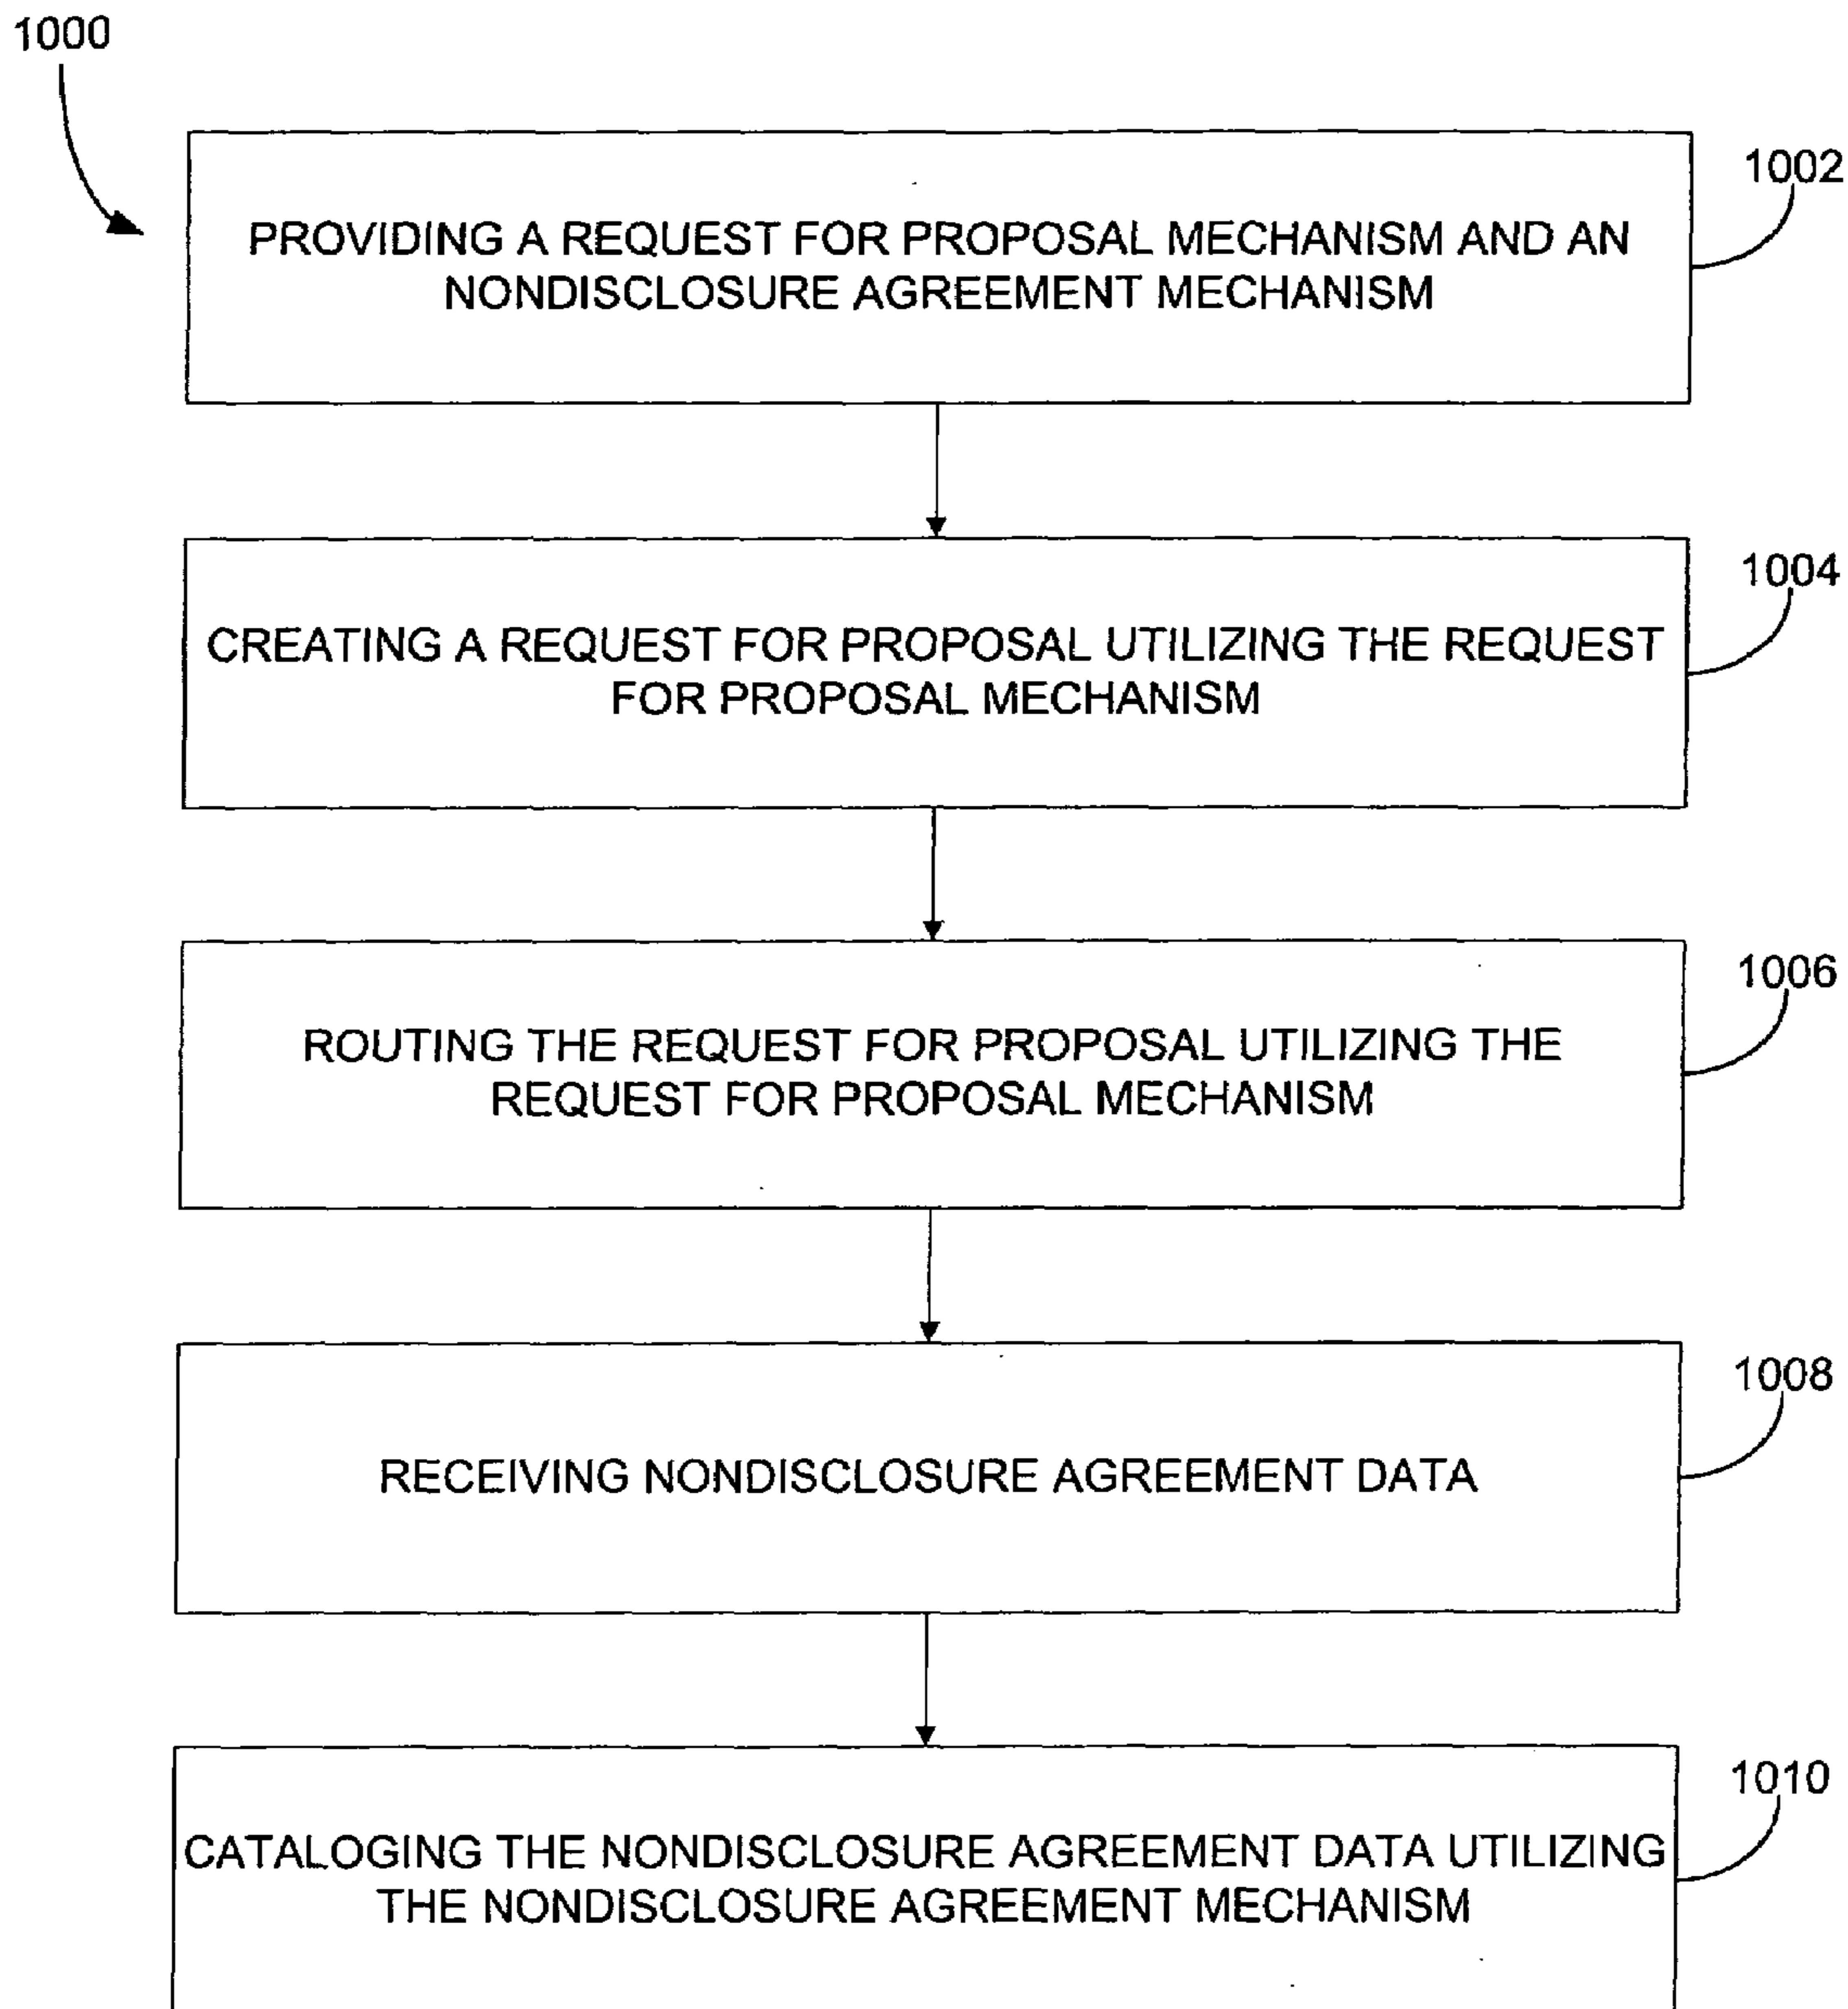 1000
1002
PROVIDING A REQUEST FOR PROPOSAL MECHANISM AND AN
NONDISCLOSURE AGREEMENT MECHANISM
1004
CREATING A REQUEST FOR PROPOSAL UTILIZING THE REQUEST
FOR PROPOSAL MECHANISM
1006
ROUTING THE REQUEST FOR PROPOSAL UTILIZING THE
REQUEST FOR PROPOSAL MECHANISM
1008
RECEIVING NONDISCLOSURE AGREEMENT DATA
1010
CATALOGING THE NONDISCLOSURE AGREEMENT DATA UTILIZING
THE NONDISCLOSURE AGREEMENT MECHANISM